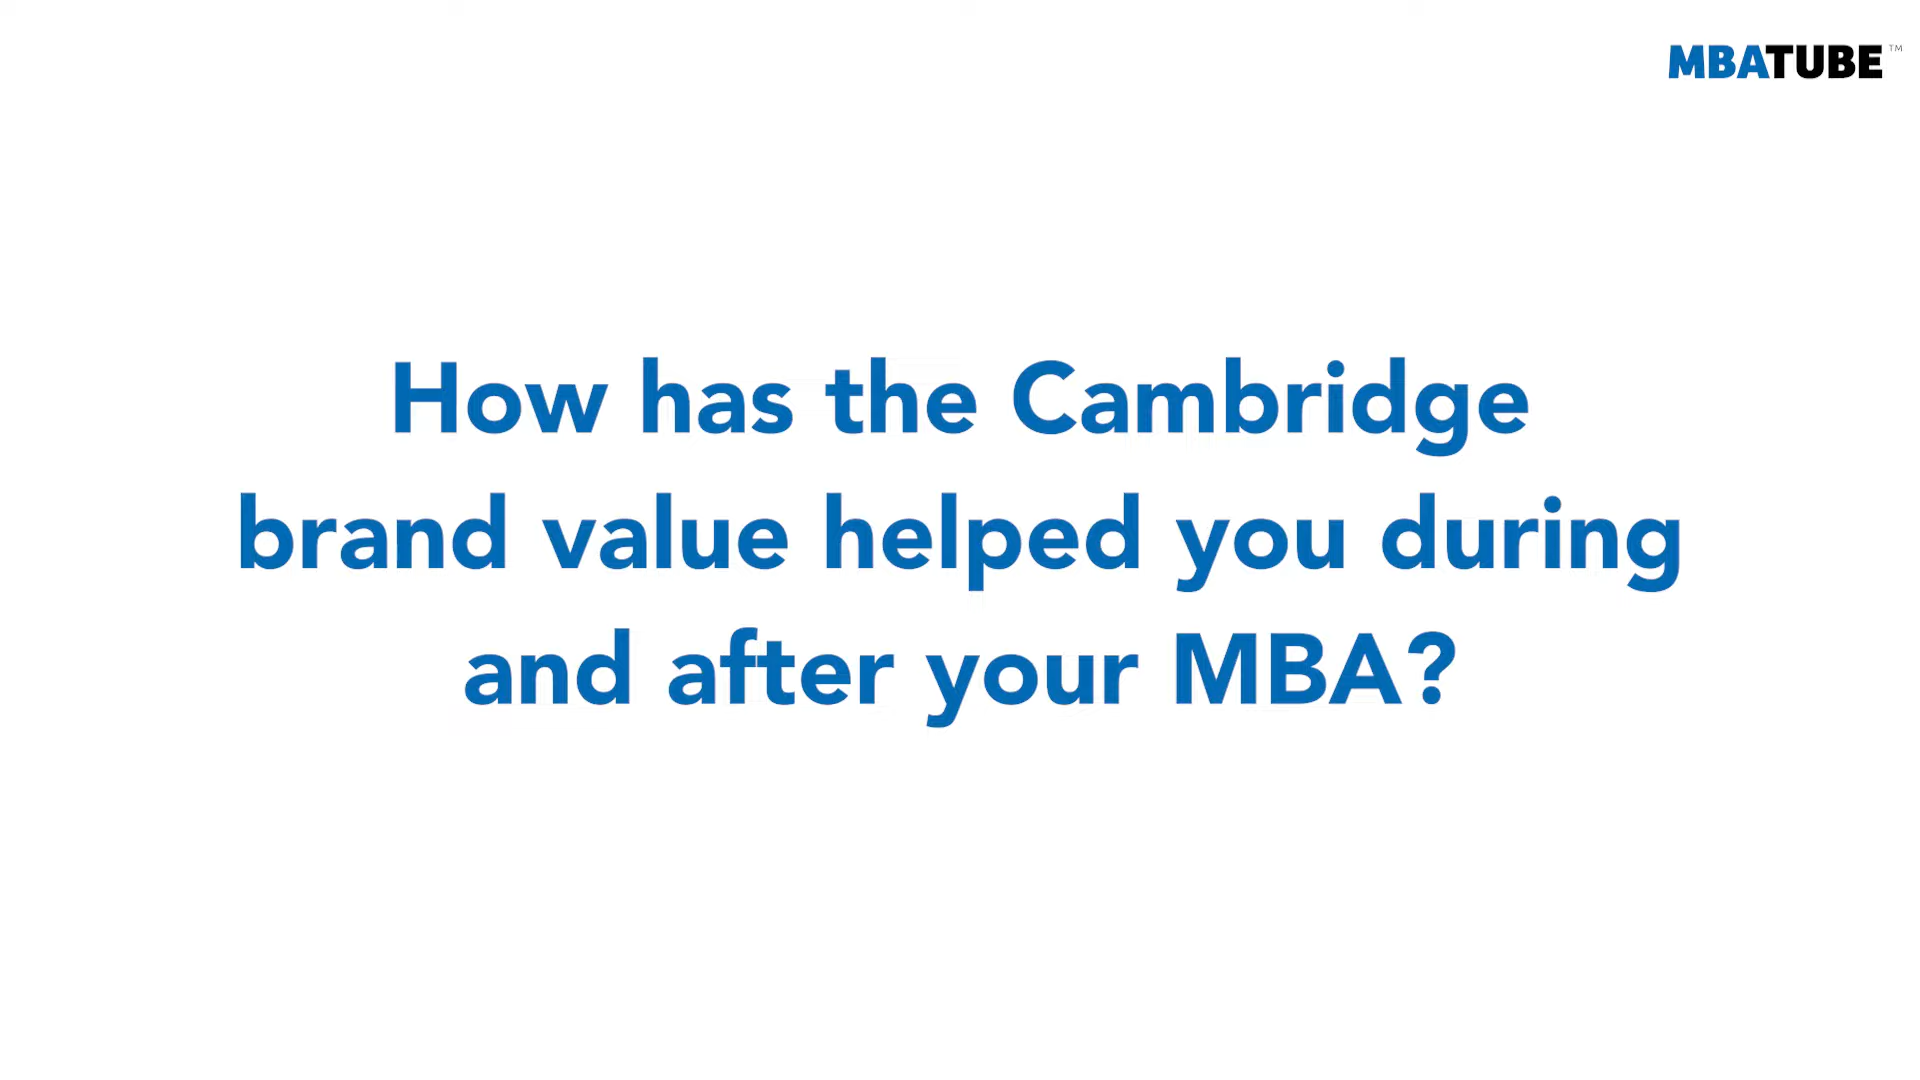 MBATUBE™
How has the Cambridge
brand value helped you during
and after your MBA?